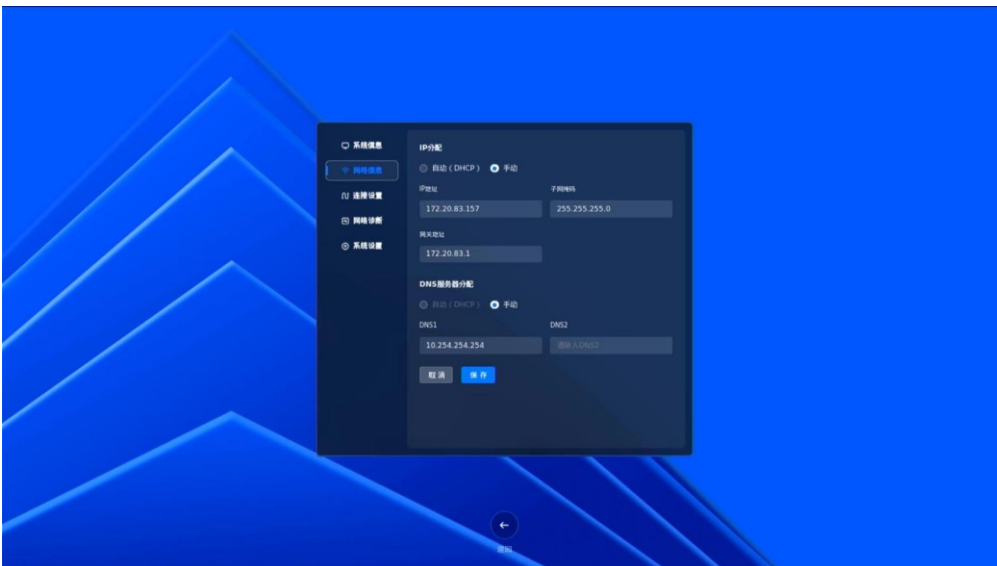 系统信息
网络信息
连接设置
网络诊断
系统设置
IP分配
自动（DHCP） 手动
IP地址 子网掩码
172.20.83.157 255.255.255.0
网关地址
172.20.83.1
DNS服务器分配
自动（DHCP） 手动
DNS1 DNS2
10.254.254.254 请输入DNS2
取 消 保 存
返回